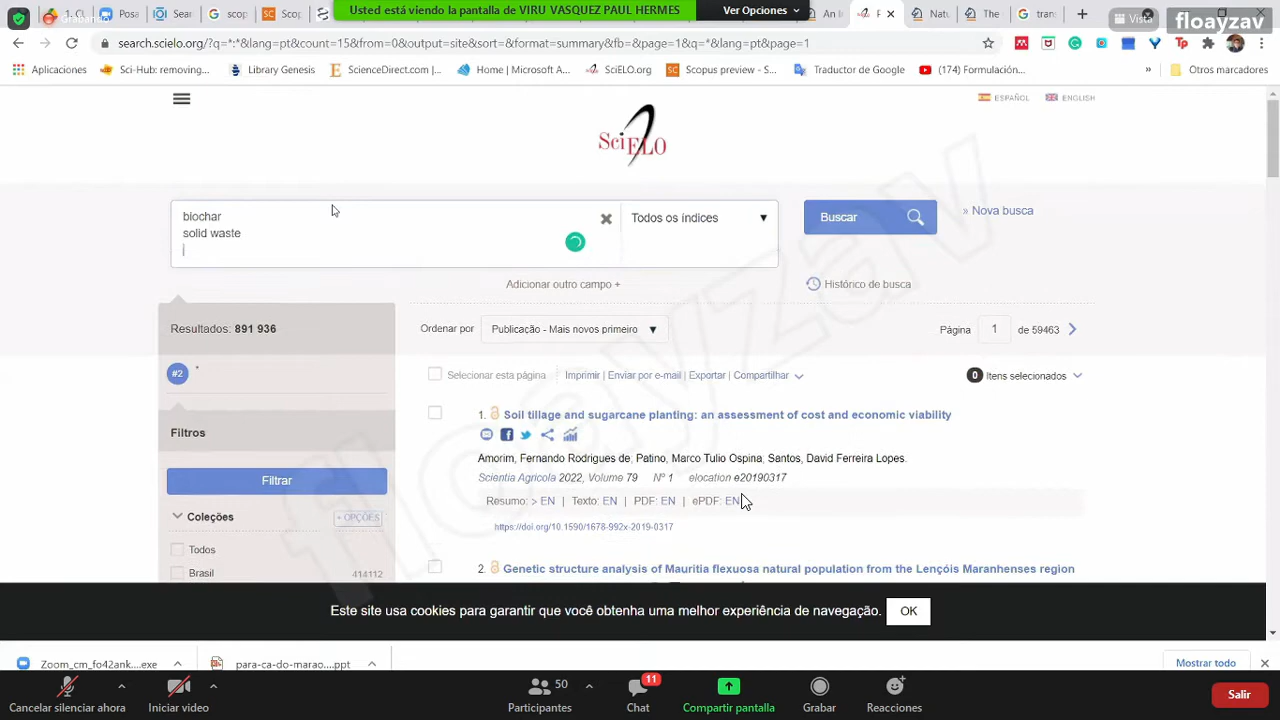 Grabando
Usted está viendo la pantalla de VIRU VASQUEZ PAUL HERMES
Ver Opciones
Vista
floayzav
search.scielo.org/?q=*:*&lang=pt&count=15&from=0&output=site&sort=&format=summary&fb=&page=1&q=*&lang=pt&page=1
Aplicaciones
Sci-Hub: removing...
Library Genesis
ScienceDirect.com |...
Home | Microsoft A...
SciELO.org
Scopus preview - S...
Traductor de Google
(174) Formulación...
»
Otros marcadores
ESPAÑOL
ENGLISH
SciELO
biochar
solid waste
Todos os índices
Buscar
» Nova busca
Adicionar outro campo +
Histórico de busca
Resultados: 891 936
Ordenar por
Publicação - Mais novos primeiro
Página
1
de 59463
#2
*
Selecionar esta página
Imprimir | Enviar por e-mail | Exportar | Compartilhar
0 Itens selecionados
1. Soil tillage and sugarcane planting: an assessment of cost and economic viability
Filtros
Amorim, Fernando Rodrigues de, Patino, Marco Tulio Ospina, Santos, David Ferreira Lopes.
Filtrar
Scientia Agricola 2022, Volume 79 Nº 1 elocation e20190317
Resumo: > EN | Texto: EN | PDF: EN | ePDF: EN
Coleções
+ OPÇÕES
https://doi.org/10.1590/1678-992x-2019-0317
Todos
Brasil
414112
2. Genetic structure analysis of Mauritia flexuosa natural population from the Lençóis Maranhenses region
Este site usa cookies para garantir que você obtenha uma melhor experiência de navegação.
OK
Zoom_cm_fo42ank....exe
para-ca-do-marao....ppt
Mostrar todo
Cancelar silenciar ahora
Iniciar video
50
Participantes
11
Chat
Compartir pantalla
Grabar
Reacciones
Salir
floayzav